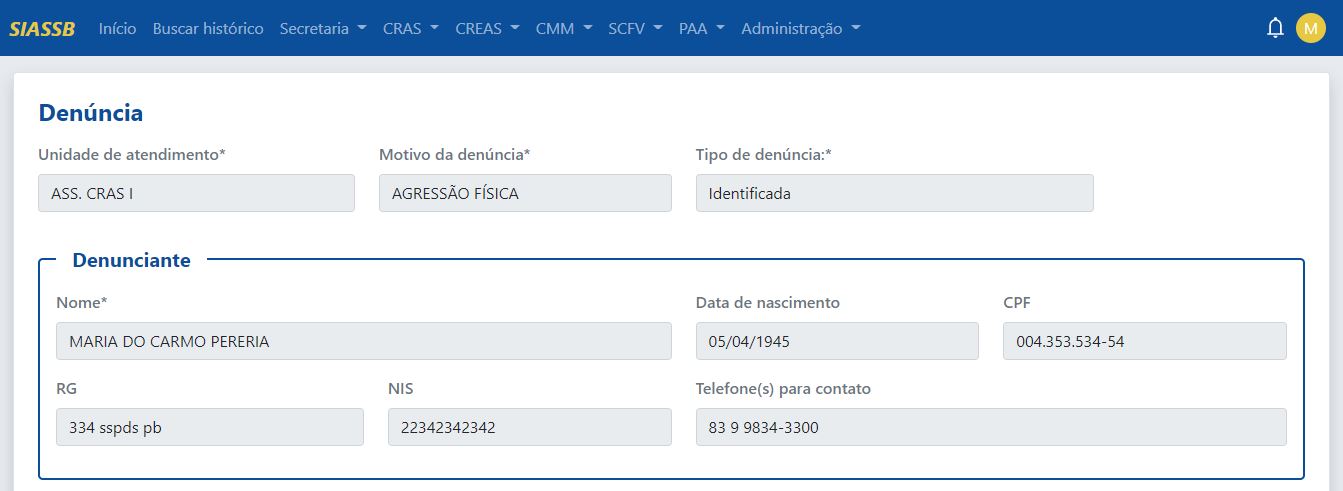 SIASSB Início Buscar histórico Secretaria CRAS CREAS CMM SCFV PAA Administração M
Denúncia
Unidade de atendimento* Motivo da denúncia* Tipo de denúncia:*
ASS. CRAS I AGRESSÃO FÍSICA Identificada
Denunciante
Nome* Data de nascimento CPF
MARIA DO CARMO PERERIA 05/04/1945 004.353.534-54
RG NIS Telefone(s) para contato
334 sspds pb 22342342342 83 9 9834-3300